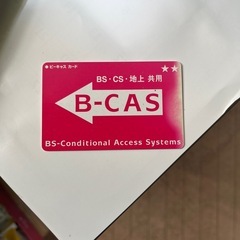 ビーキャス カード
★★
BS・CS・地上 共用
B-CAS
BS-Conditional Access Systems